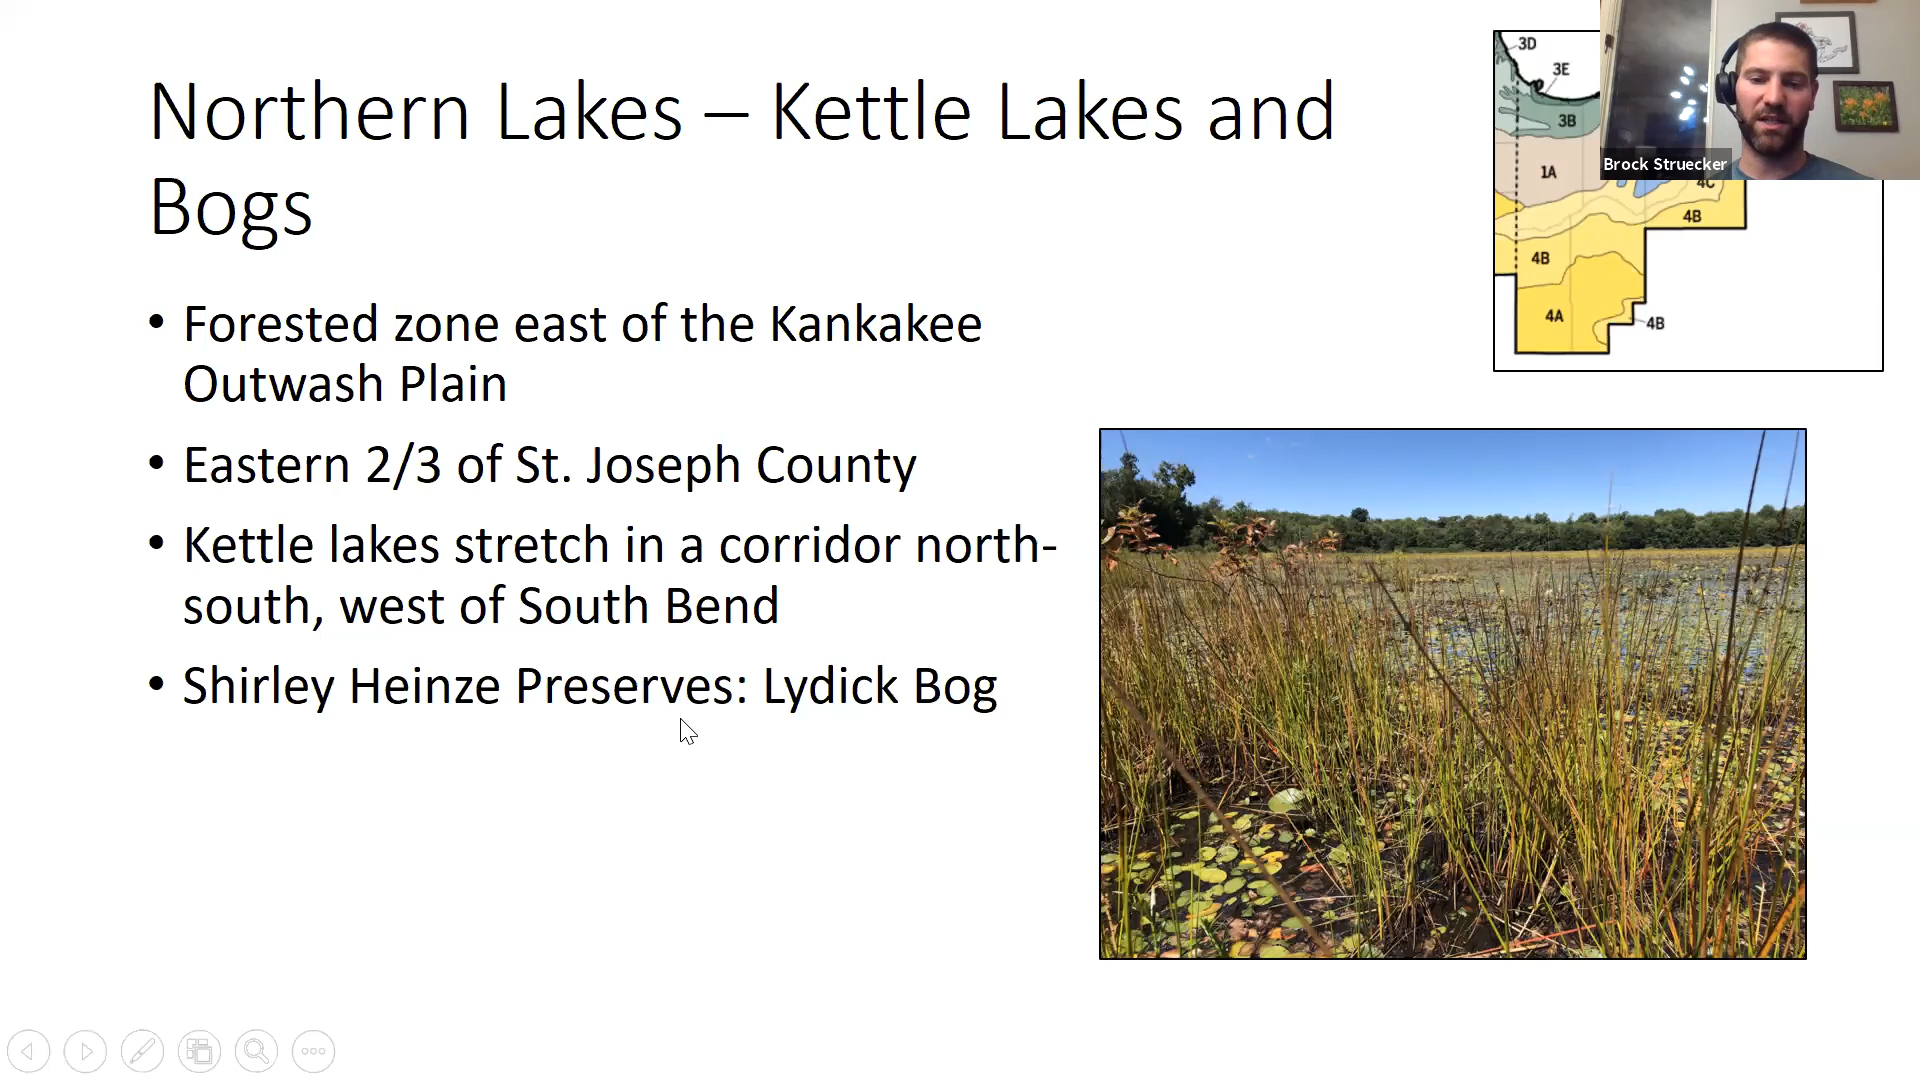 Northern Lakes – Kettle Lakes and
Bogs
• Forested zone east of the Kankakee
Outwash Plain
• Eastern 2/3 of St. Joseph County
• Kettle lakes stretch in a corridor north-
south, west of South Bend
• Shirley Heinze Preserves: Lydick Bog
3D
3E
3B
1A
4C
4B
4B
4A
4B
Brock Struecker